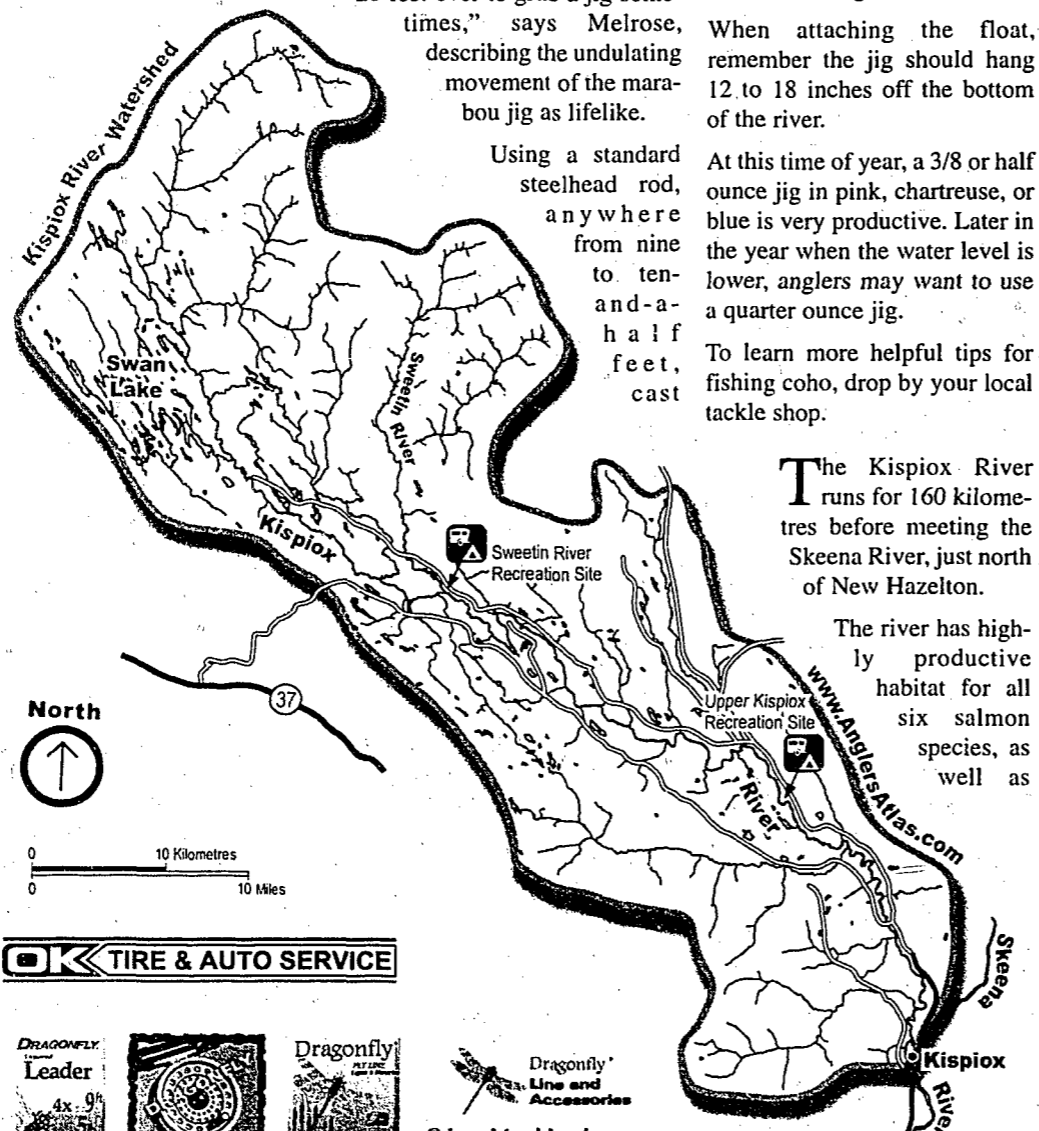 times,” says Melrose,
describing the undulating
movement of the mara-
bou jig as lifelike.
Using a standard
steelhead rod,
anywhere
from nine
to ten-
and-a-
half
feet,
cast
When attaching the float,
remember the jig should hang
12 to 18 inches off the bottom
of the river.
At this time of year, a 3/8 or half
ounce jig in pink, chartreuse, or
blue is very productive. Later in
the year when the water level is
lower, anglers may want to use
a quarter ounce jig.
To learn more helpful tips for
fishing coho, drop by your local
tackle shop.
The Kispiox River
runs for 160 kilome-
tres before meeting the
Skeena River, just north
of New Hazelton.
The river has high-
ly productive
habitat for all
six salmon
species, as
well as
Kispiox River Watershed
Swan
Lake
Sweetin River
Kispiox
Sweetin River
Recreation Site
37
Upper Kispiox
Recreation Site
River
www.AnglersAtlas.com
North
0 10 Kilometres
0 10 Miles
Skeena
Kispiox
River
OK TIRE & AUTO SERVICE
DRAGONFLY
Leader
4x 9ft
Dragonfly
Dragonfly
Line and
Accessories